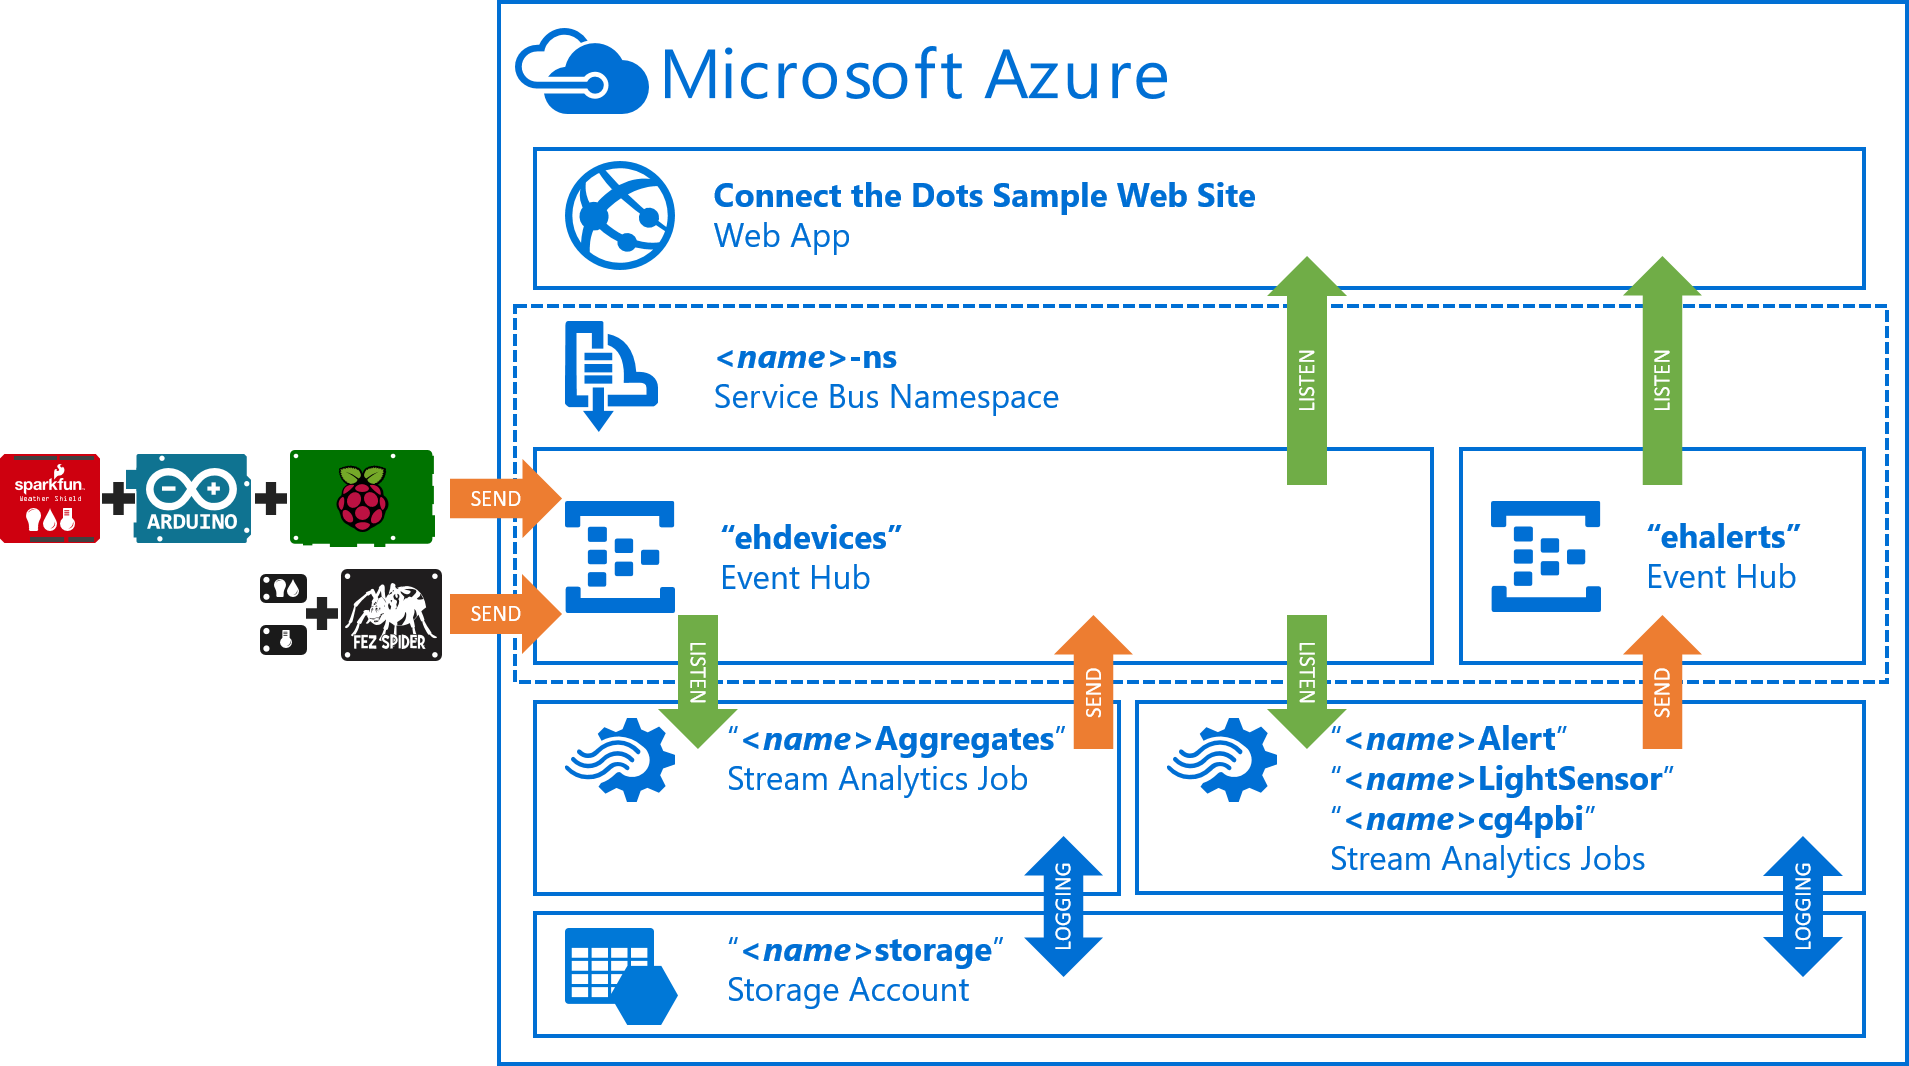 Microsoft Azure
Connect the Dots Sample Web Site
Web App
<name>-ns
Service Bus Namespace
LISTEN
LISTEN
sparkfun
Weather Shield
ARDUINO
SEND
“ehdevices”
Event Hub
“ehalerts”
Event Hub
FEZ SPIDER
SEND
LISTEN
SEND
LISTEN
SEND
“<name>Aggregates”
Stream Analytics Job
“<name>Alert”
“<name>LightSensor”
“<name>cg4pbi”
Stream Analytics Jobs
LOGGING
LOGGING
“<name>storage”
Storage Account